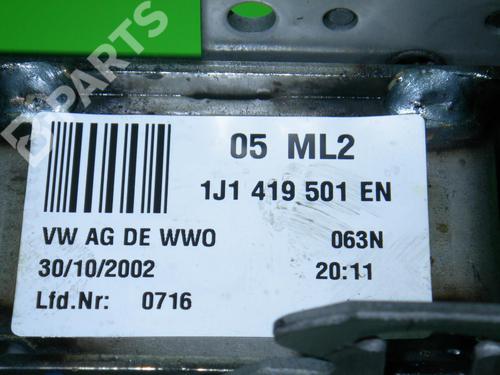 B-PARTS
05 ML2
1J1 419 501 EN
VW AG DE WWO 063N
30/10/2002 20:11
Lfd.Nr: 0716